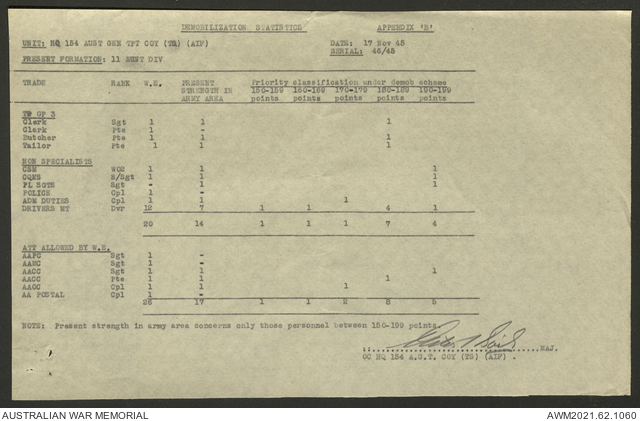 DEMOBILIZATION STATISTICS APPENDIX 'B'
UNIT: HQ 154 AUST GEN TPT COY (TG) (AIF) DATE: 17 Nov 45
SERIAL: 46/45
PRESENT FORMATION: 11 AUST DIV
TRADE RANK W.E. PRESENT Priority classification under demob scheme
STRENGTH IN 150-159 160-169 170-179 180-189 190-199
ARMY AREA points points points points points
TP OF 3
Clerk Sgt 1 1 1
Clerk Pte 1 -
Butcher Pte 1 1 1
Tailor Pte 1 1 1
NON SPECIALISTS
CSM WO2 1 1 1
CQMS S/Sgt 1 1 1
PL SGTS Sgt - 1 1
POLICE Cpl 1 -
ADM DUTIES Cpl 1 1 1
DRIVERS MT Dvr 12 7 1 1 4 1
20 14 1 1 1 7 4
ATT ALLOWED BY W.E.
AAPC Sgt 1 -
AAMC Sgt 1 -
AACC Sgt 1 1 1
AACC Pte 1 1 1
AAOC Cpl 1 1 1
AA POSTAL Cpl 1 -
26 17 1 1 2 8 5
NOTE: Present strength in army area concerns only those personnel between 150-199 points.
MAJ.
OC HQ 154 A.G.T. COY (TG) (AIF) .
AUSTRALIAN WAR MEMORIAL AWM2021.62.1060